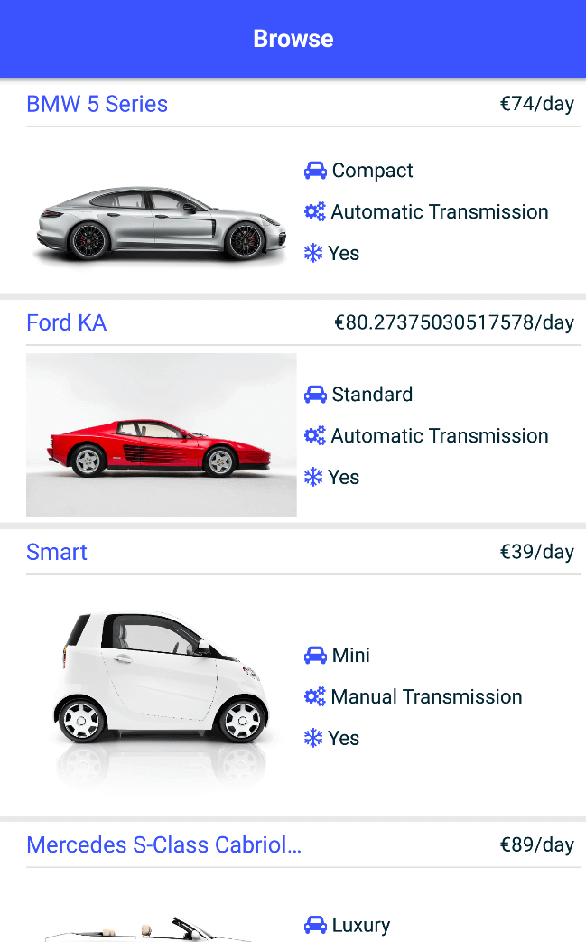 Browse
BMW 5 Series €74/day
Compact
Automatic Transmission
Yes
Ford KA €80.27375030517578/day
Standard
Automatic Transmission
Yes
Smart €39/day
Mini
Manual Transmission
Yes
Mercedes S-Class Cabriol... €89/day
Luxury